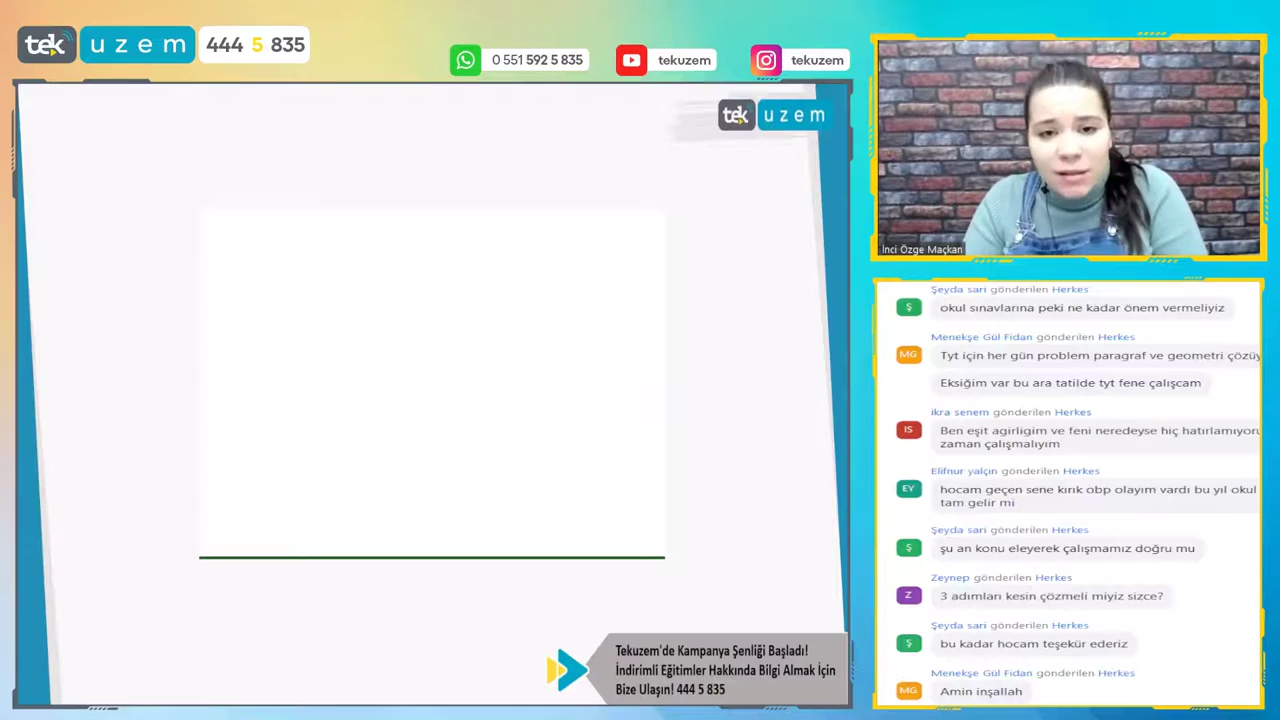 tek uzem 444 5 835
0 551 592 5 835
tekuzem
tekuzem
tek uzem
İnci Özge Maçkan
Şeyda sari gönderilen Herkes
Ş
okul sınavlarına peki ne kadar önem vermeliyiz
Menekşe Gül Fidan gönderilen Herkes
MG
Tyt için her gün problem paragraf ve geometri çözüy
Eksiğim var bu ara tatilde tyt fene çalışcam
ikra senem gönderilen Herkes
IS
Ben eşit agirligim ve feni neredeyse hiç hatırlamıyoru
zaman çalışmalıyım
Elifnur yalçın gönderilen Herkes
EY
hocam geçen sene kırık obp olayım vardı bu yıl okul
tam gelir mi
Şeyda sari gönderilen Herkes
Ş
şu an konu eleyerek çalışmamız doğru mu
Zeynep gönderilen Herkes
Z
3 adımları kesin çözmeli miyiz sizce?
Şeyda sari gönderilen Herkes
Ş
bu kadar hocam teşekür ederiz
Menekşe Gül Fidan gönderilen Herkes
MG
Amin inşallah
Tekuzem'de Kampanya Şenliği Başladı!
İndirimli Eğitimler Hakkında Bilgi Almak İçin
Bize Ulaşın! 444 5 835